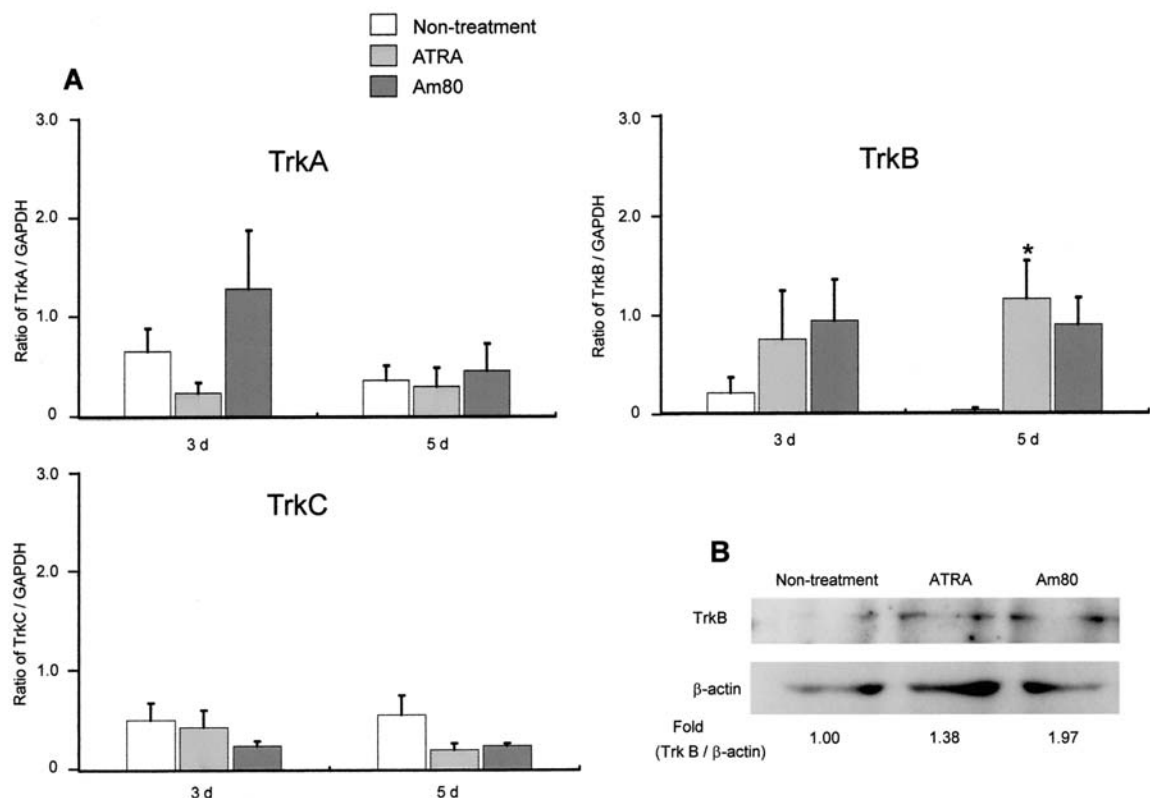 Non-treatment
ATRA
Am80
A
TrkA
Ratio of TrkA / GAPDH
3.0
2.0
1.0
0
3 d
5 d
TrkB
Ratio of TrkB / GAPDH
3.0
2.0
1.0
0
*
3 d
5 d
TrkC
Ratio of TrkC / GAPDH
3.0
2.0
1.0
0
3 d
5 d
B
Non-treatment ATRA Am80
TrkB
β-actin
Fold
(Trk B / β-actin) 1.00 1.38 1.97